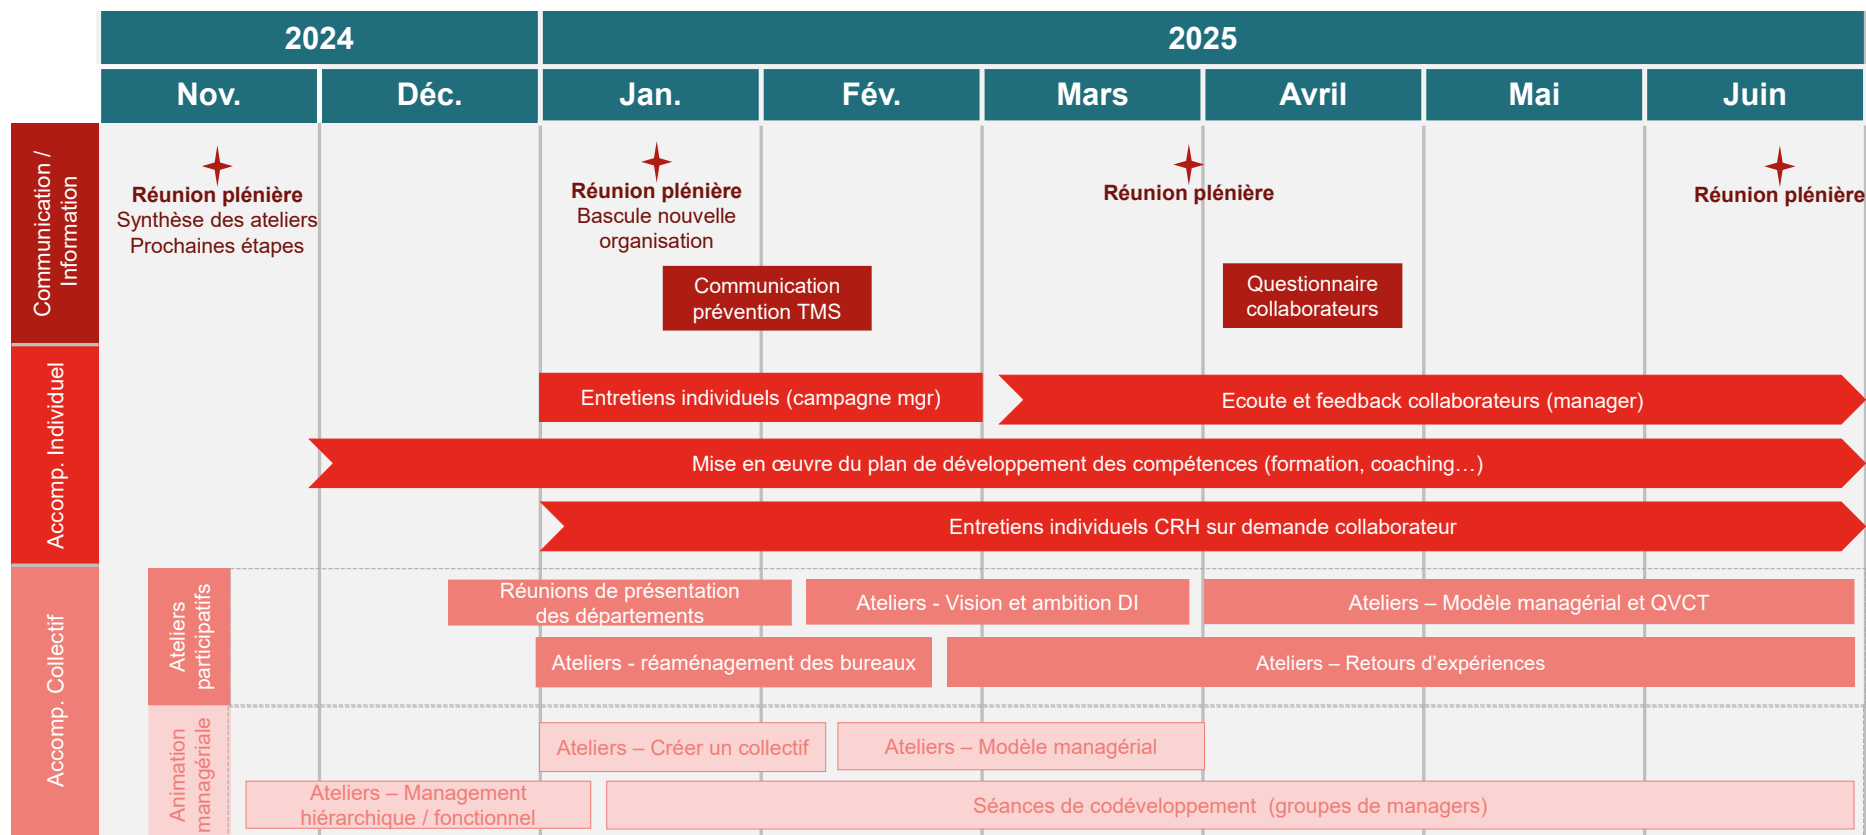 2024
2025
Nov.
Déc.
Jan.
Fév.
Mars
Avril
Mai
Juin
Communication /
Information
Réunion plénière
Synthèse des ateliers
Prochaines étapes
Réunion plénière
Bascule nouvelle
organisation
Réunion plénière
Réunion plénière
Communication
prévention TMS
Questionnaire
collaborateurs
Accomp. Individuel
Entretiens individuels (campagne mgr)
Ecoute et feedback collaborateurs (manager)
Mise en œuvre du plan de développement des compétences (formation, coaching…)
Entretiens individuels CRH sur demande collaborateur
Accomp. Collectif
Ateliers
participatifs
Réunions de présentation
des départements
Ateliers - Vision et ambition DI
Ateliers – Modèle managérial et QVCT
Ateliers - réaménagement des bureaux
Ateliers – Retours d’expériences
Animation
managériale
Ateliers – Créer un collectif
Ateliers – Modèle managérial
Ateliers – Management
hiérarchique / fonctionnel
Séances de codéveloppement (groupes de managers)